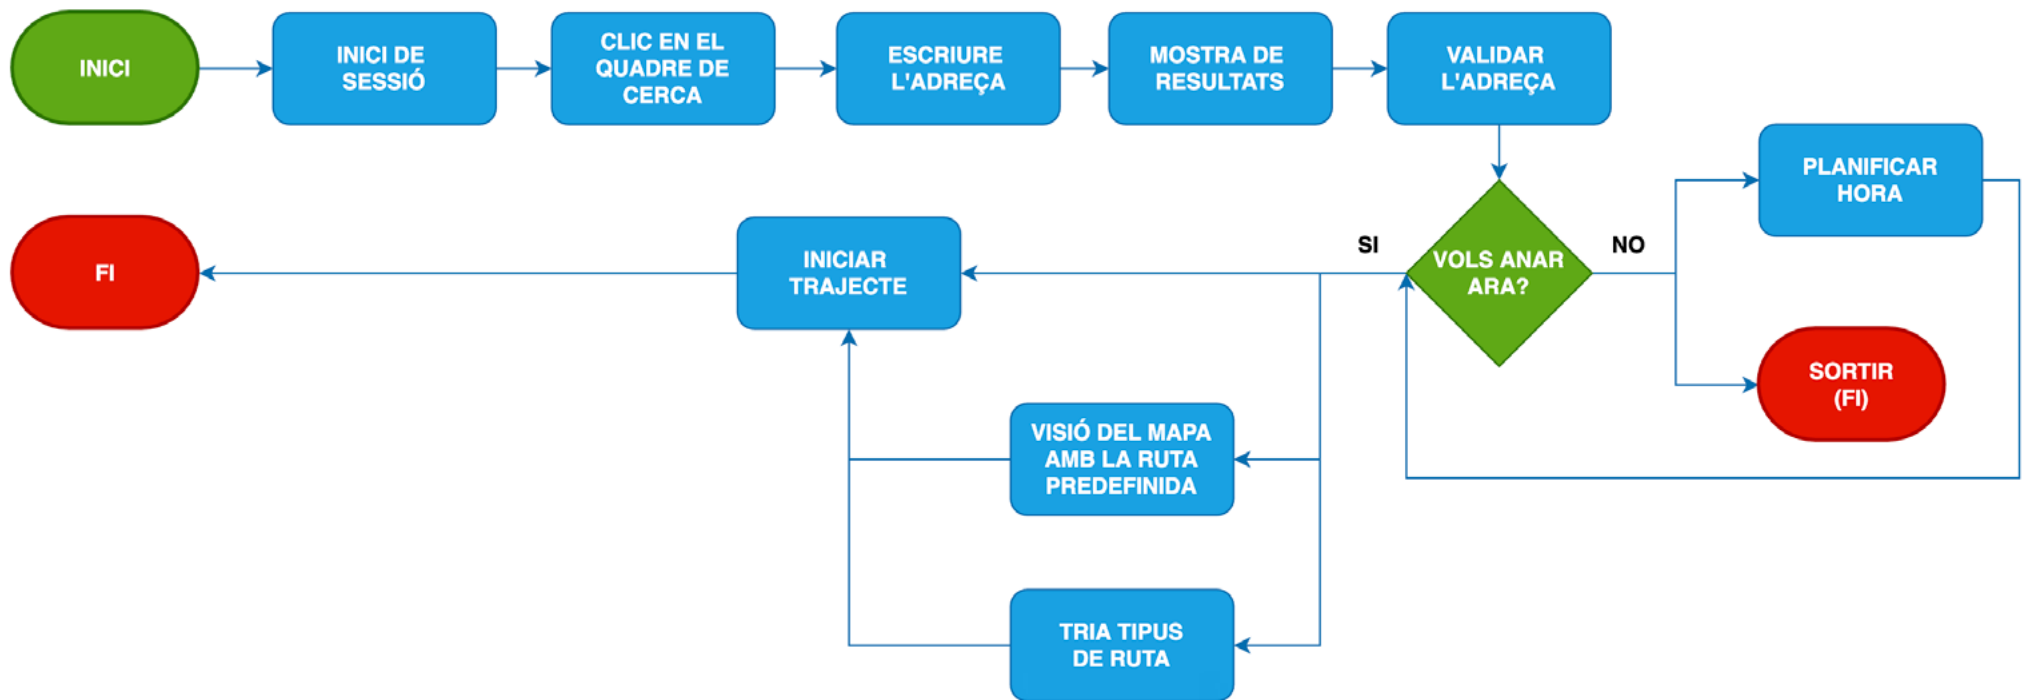 INICI
INICI DE
SESSIÓ
CLIC EN EL
QUADRE DE
CERCA
ESCRIURE
L'ADREÇA
MOSTRA DE
RESULTATS
VALIDAR
L'ADREÇA
PLANIFICAR
HORA
FI
INICIAR
TRAJECTE
SI
VOLS ANAR
ARA?
NO
SORTIR
(FI)
VISIÓ DEL MAPA
AMB LA RUTA
PREDEFINIDA
TRIA TIPUS
DE RUTA